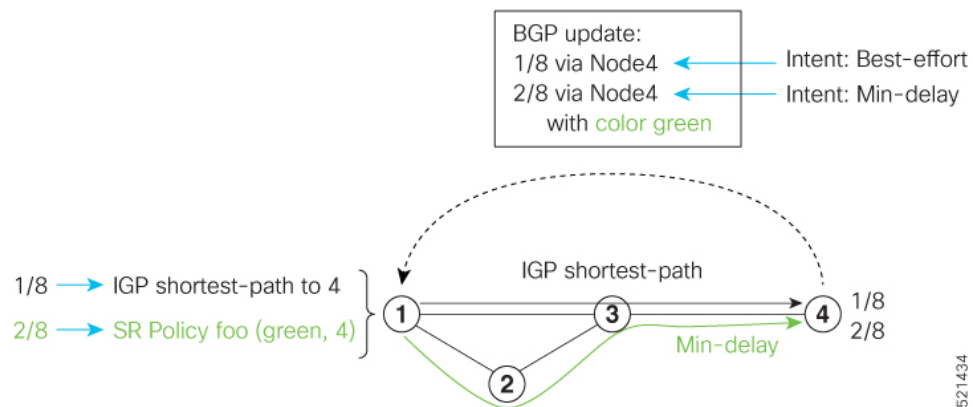 BGP update:
1/8 via Node4
Intent: Best-effort
2/8 via Node4
Intent: Min-delay
with color green
IGP shortest-path
1/8
IGP shortest-path to 4
2/8
SR Policy foo (green, 4)
1
3
4
1/8
2/8
Min-delay
2
521434